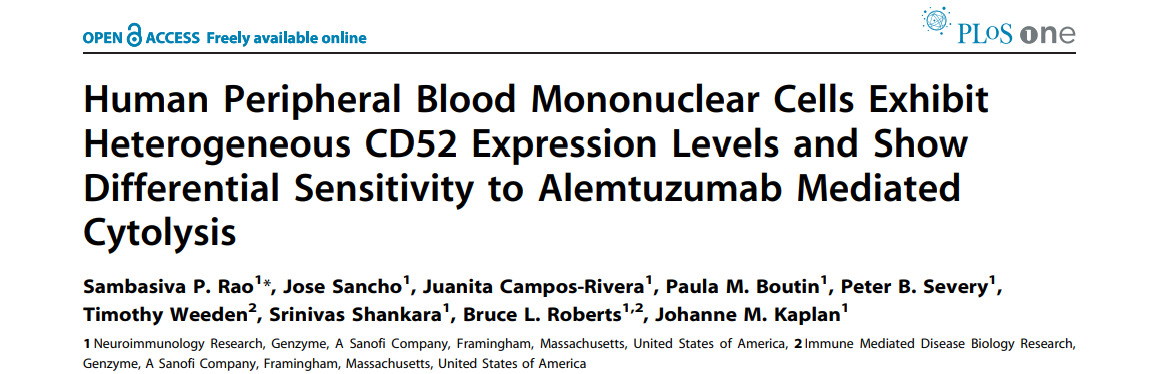 OPEN ACCESS Freely available online
PLoS one
Human Peripheral Blood Mononuclear Cells Exhibit
Heterogeneous CD52 Expression Levels and Show
Differential Sensitivity to Alemtuzumab Mediated
Cytolysis
Sambasiva P. Rao1*, Jose Sancho1, Juanita Campos-Rivera1, Paula M. Boutin1, Peter B. Severy1,
Timothy Weeden2, Srinivas Shankara1, Bruce L. Roberts1,2, Johanne M. Kaplan1
1 Neuroimmunology Research, Genzyme, A Sanofi Company, Framingham, Massachusetts, United States of America, 2 Immune Mediated Disease Biology Research,
Genzyme, A Sanofi Company, Framingham, Massachusetts, United States of America